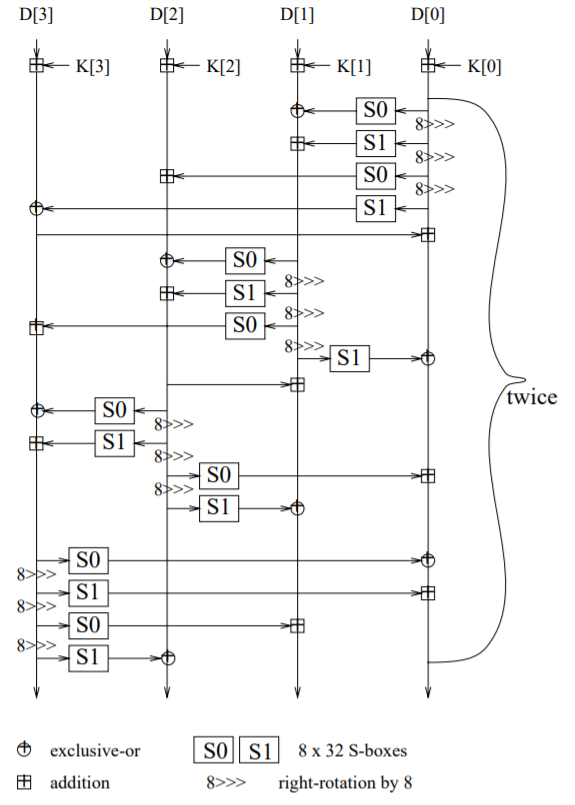 D[3] D[2] D[1] D[0]
K[3] K[2] K[1] K[0]
S0
8>>>
S1
8>>>
S0
8>>>
S1
S0
8>>>
S1
8>>>
S0
8>>>
S1
twice
S0
8>>>
S1
8>>>
S0
8>>>
S1
S0
8>>>
S1
8>>>
S0
8>>>
S1
exclusive-or S0 S1 8 x 32 S-boxes
addition 8>>> right-rotation by 8